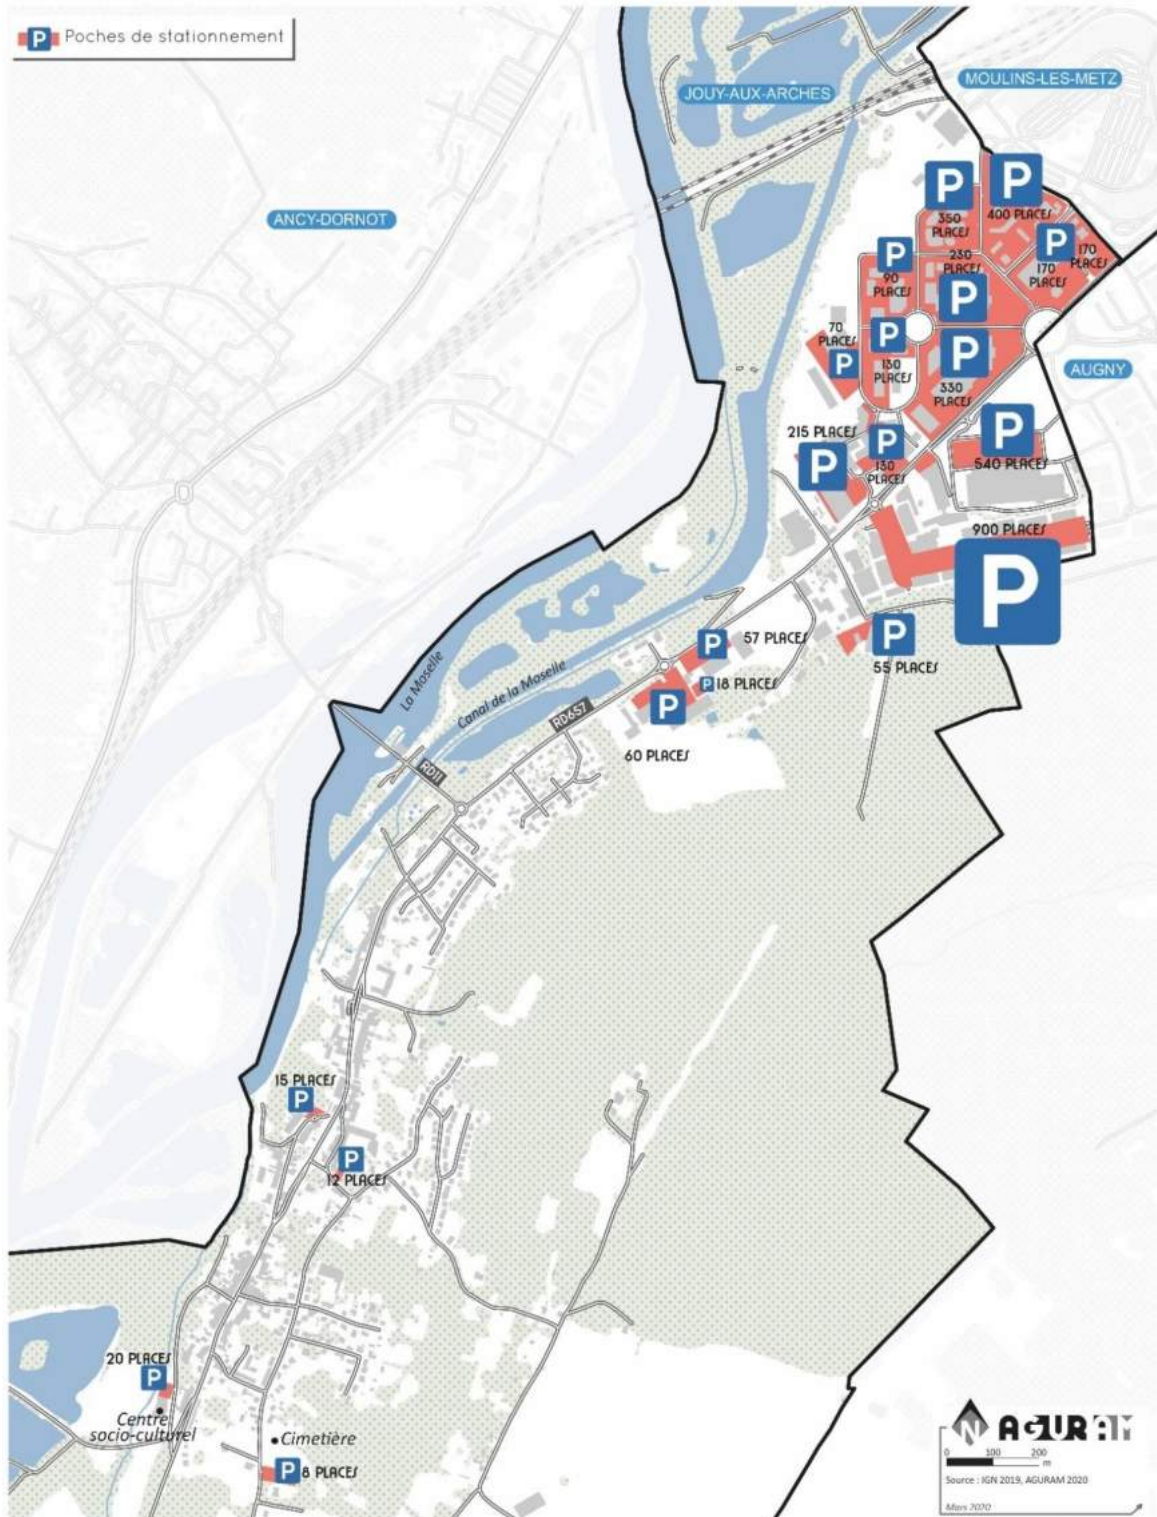 P Poches de stationnement
MOULINS-LES-METZ
JOUY-AUX-ARCHES
ANCY-DORNOT
P
P
350
PLACES
400 PLACES
P
170
PLACES
170
PLACES
P
90
PLACES
230
PLACES
P
70
PLACES
P
P
130
PLACES
P
330
PLACES
AUGNY
215 PLACES
P
P
130
PLACES
P
540 PLACES
900 PLACES
P
P
57 PLACES
P
55 PLACES
P 18 PLACES
P
60 PLACES
La Moselle
Canal de la Moselle
RD657
RD11
15 PLACES
P
P
12 PLACES
20 PLACES
P
Centre
socio-culturel
Cimetière
P 8 PLACES
N AGURAM
0 100 200
m
Source : IGN 2019, AGURAM 2020
Mars 2020